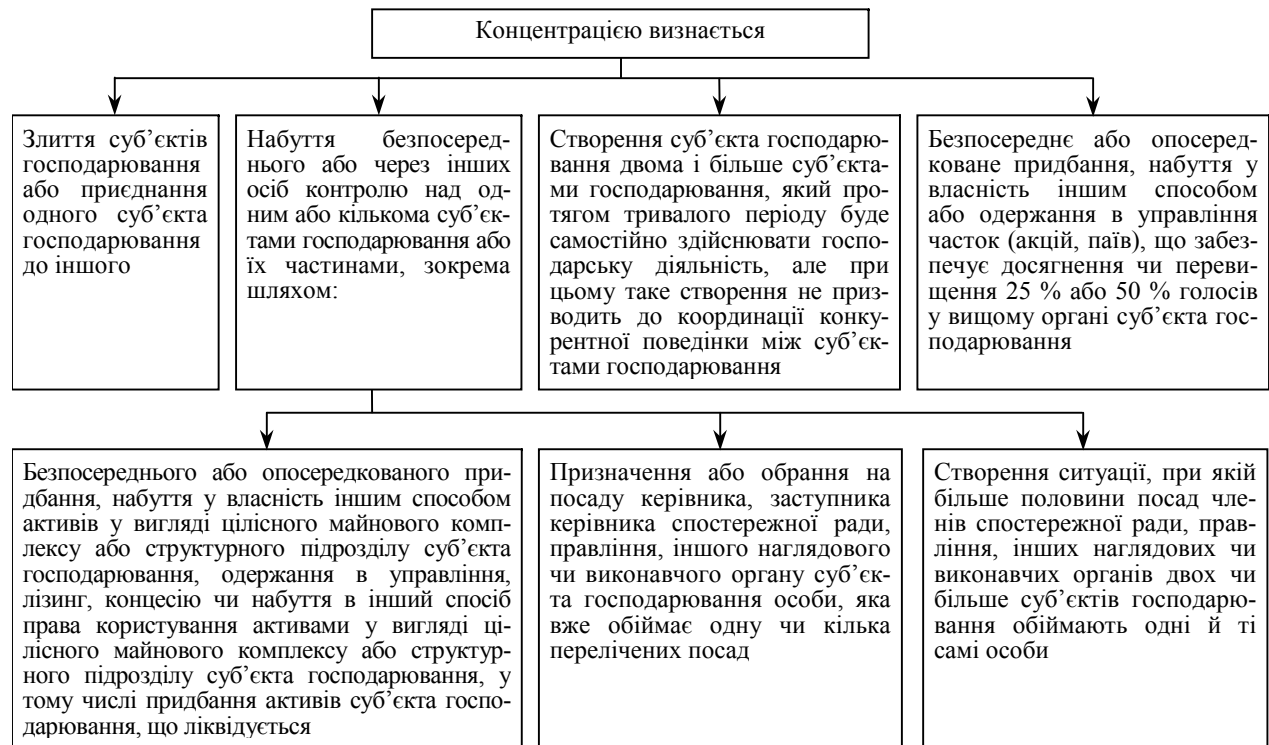 Концентрацією визнається
Злиття суб’єктів
господарювання
або приєднання
одного суб’єкта
господарювання
до іншого
Набуття безпосеред-
нього або через інших
осіб контролю над од-
ним або кількома суб’єк-
тами господарювання або
їх частинами, зокрема
шляхом:
Створення суб’єкта господарю-
вання двома і більше суб’єкта-
ми господарювання, який про-
тягом тривалого періоду буде
самостійно здійснювати госпо-
дарську діяльність, але при
цьому таке створення не приз-
водить до координації конку-
рентної поведінки між суб’єк-
тами господарювання
Безпосереднє або опосеред-
коване придбання, набуття у
власність іншим способом
або одержання в управління
часток (акцій, паїв), що забез-
печує досягнення чи переви-
щення 25 % або 50 % голосів
у вищому органі суб’єкта гос-
подарювання
Безпосереднього або опосередкованого при-
дбання, набуття у власність іншим способом
активів у вигляді цілісного майнового комп-
лексу або структурного підрозділу суб’єкта
господарювання, одержання в управління,
лізинг, концесію чи набуття в інший спосіб
права користування активами у вигляді ці-
лісного майнового комплексу або структур-
ного підрозділу суб’єкта господарювання, у
тому числі придбання активів суб’єкта госпо-
дарювання, що ліквідується
Призначення або обрання на
посаду керівника, заступника
керівника спостережної ради,
правління, іншого наглядового
чи виконавчого органу суб’єк-
та господарювання особи, яка
вже обіймає одну чи кілька
перелічених посад
Створення ситуації, при якій
більше половини посад чле-
нів спостережної ради, прав-
ління, інших наглядових чи
виконавчих органів двох чи
більше суб’єктів господарю-
вання обіймають одні й ті
самі особи